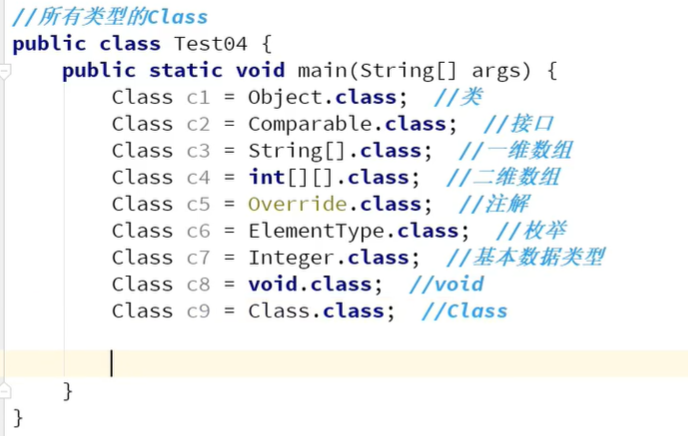 //所有类型的Class
public class Test04 {
    public static void main(String[] args) {
        Class c1 = Object.class;  //类
        Class c2 = Comparable.class;  //接口
        Class c3 = String[].class;  //一维数组
        Class c4 = int[][].class;  //二维数组
        Class c5 = Override.class;  //注解
        Class c6 = ElementType.class;  //枚举
        Class c7 = Integer.class;  //基本数据类型
        Class c8 = void.class;  //void
        Class c9 = Class.class;  //Class
    }
}